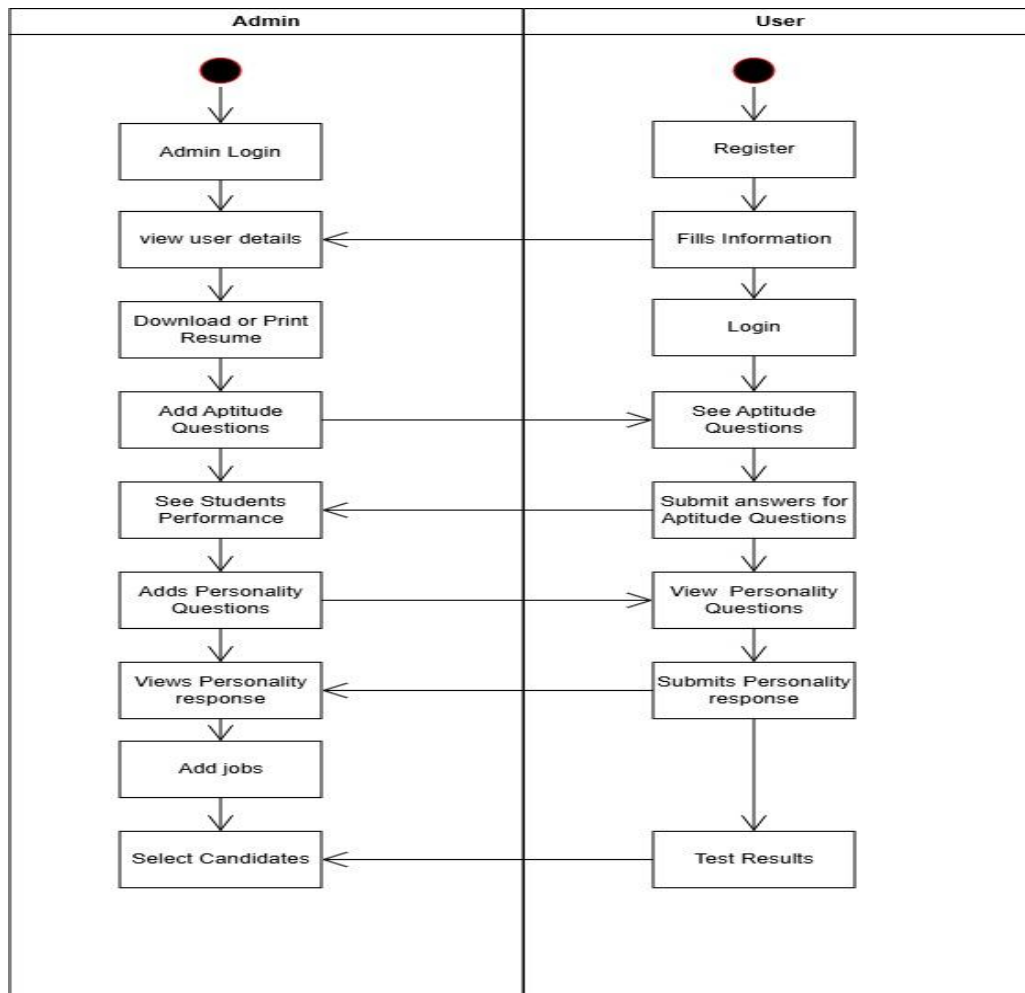 Admin
User
Admin Login
Register
view user details
Fills Information
Download or Print
Resume
Login
Add Aptitude
Questions
See Aptitude
Questions
See Students
Performance
Submit answers for
Aptitude Questions
Adds Personality
Questions
View  Personality
Questions
Views Personality
response
Submits Personality
response
Add jobs
Select Candidates
Test Results